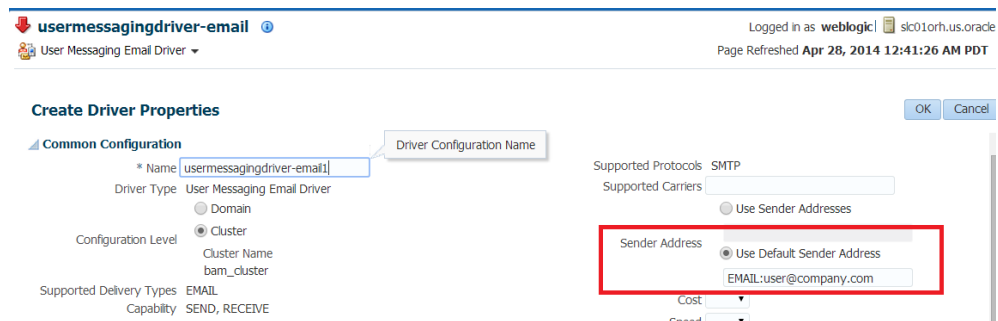 usermessagingdriver-email
Logged in as weblogic| slc01orh.us.oracle
User Messaging Email Driver
Page Refreshed Apr 28, 2014 12:41:26 AM PDT
Create Driver Properties
OK Cancel
Common Configuration
* Name usermessagingdriver-email1
Driver Configuration Name
Driver Type User Messaging Email Driver
Configuration Level
Domain
Cluster
Cluster Name
bam_cluster
Supported Delivery Types EMAIL
Capability SEND, RECEIVE
Supported Protocols SMTP
Supported Carriers
Use Sender Addresses
Sender Address
Use Default Sender Address
EMAIL:user@company.com
Cost
Speed